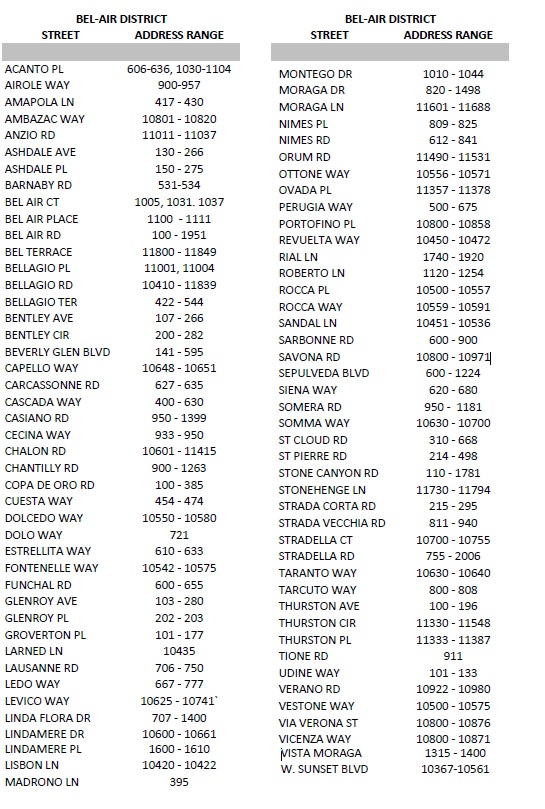 BEL-AIR DISTRICT
STREET ADDRESS RANGE
ACANTO PL 606-636, 1030-1104
AIROLE WAY 900-957
AMAPOLA LN 417 - 430
AMBAZAC WAY 10801 - 10820
ANZIO RD 11011 - 11037
ASHDALE AVE 130 - 266
ASHDALE PL 150 - 275
BARNABY RD 531-534
BEL AIR CT 1005, 1031. 1037
BEL AIR PLACE 1100 - 1111
BEL AIR RD 100 - 1951
BEL TERRACE 11800 - 11849
BELLAGIO PL 11001, 11004
BELLAGIO RD 10410 - 11839
BELLAGIO TER 422 - 544
BENTLEY AVE 107 - 266
BENTLEY CIR 200 - 282
BEVERLY GLEN BLVD 141 - 595
CAPELLO WAY 10648 - 10651
CARCASSONNE RD 627 - 635
CASCADA WAY 400 - 630
CASIANO RD 950 - 1399
CECINA WAY 933 - 950
CHALON RD 10601 - 11415
CHANTILLY RD 900 - 1263
COPA DE ORO RD 100 - 385
CUESTA WAY 454 - 474
DOLCEDO WAY 10550 - 10580
DOLO WAY 721
ESTRELLITA WAY 610 - 633
FONTENELLE WAY 10542 - 10575
FUNCHAL RD 600 - 655
GLENROY AVE 103 - 280
GLENROY PL 202 - 203
GROVERTON PL 101 - 177
LARNED LN 10435
LAUSANNE RD 706 - 750
LEDO WAY 667 - 777
LEVICO WAY 10625 - 10741`
LINDA FLORA DR 707 - 1400
LINDAMERE DR 10600 - 10661
LINDAMERE PL 1600 - 1610
LISBON LN 10420 - 10422
MADRONO LN 395
BEL-AIR DISTRICT
STREET ADDRESS RANGE
MONTEGO DR 1010 - 1044
MORAGA DR 820 - 1498
MORAGA LN 11601 - 11688
NIMES PL 809 - 825
NIMES RD 612 - 841
ORUM RD 11490 - 11531
OTTONE WAY 10556 - 10571
OVADA PL 11357 - 11378
PERUGIA WAY 500 - 675
PORTOFINO PL 10800 - 10858
REVUELTA WAY 10450 - 10472
RIAL LN 1740 - 1920
ROBERTO LN 1120 - 1254
ROCCA PL 10500 - 10557
ROCCA WAY 10559 - 10591
SANDAL LN 10451 - 10536
SARBONNE RD 600 - 900
SAVONA RD 10800 - 10971
SEPULVEDA BLVD 600 - 1224
SIENA WAY 620 - 680
SOMERA RD 950 - 1181
SOMMA WAY 10630 - 10700
ST CLOUD RD 310 - 668
ST PIERRE RD 214 - 498
STONE CANYON RD 110 - 1781
STONEHENGE LN 11730 - 11794
STRADA CORTA RD 215 - 295
STRADA VECCHIA RD 811 - 940
STRADELLA CT 10700 - 10755
STRADELLA RD 755 - 2006
TARANTO WAY 10630 - 10640
TARCUTO WAY 800 - 808
THURSTON AVE 100 - 196
THURSTON CIR 11330 - 11548
THURSTON PL 11333 - 11387
TIONE RD 911
UDINE WAY 101 - 133
VERANO RD 10922 - 10980
VESTONE WAY 10500 - 10575
VIA VERONA ST 10800 - 10876
VICENZA WAY 10800 - 10871
VISTA MORAGA 1315 - 1400
W. SUNSET BLVD 10367-10561